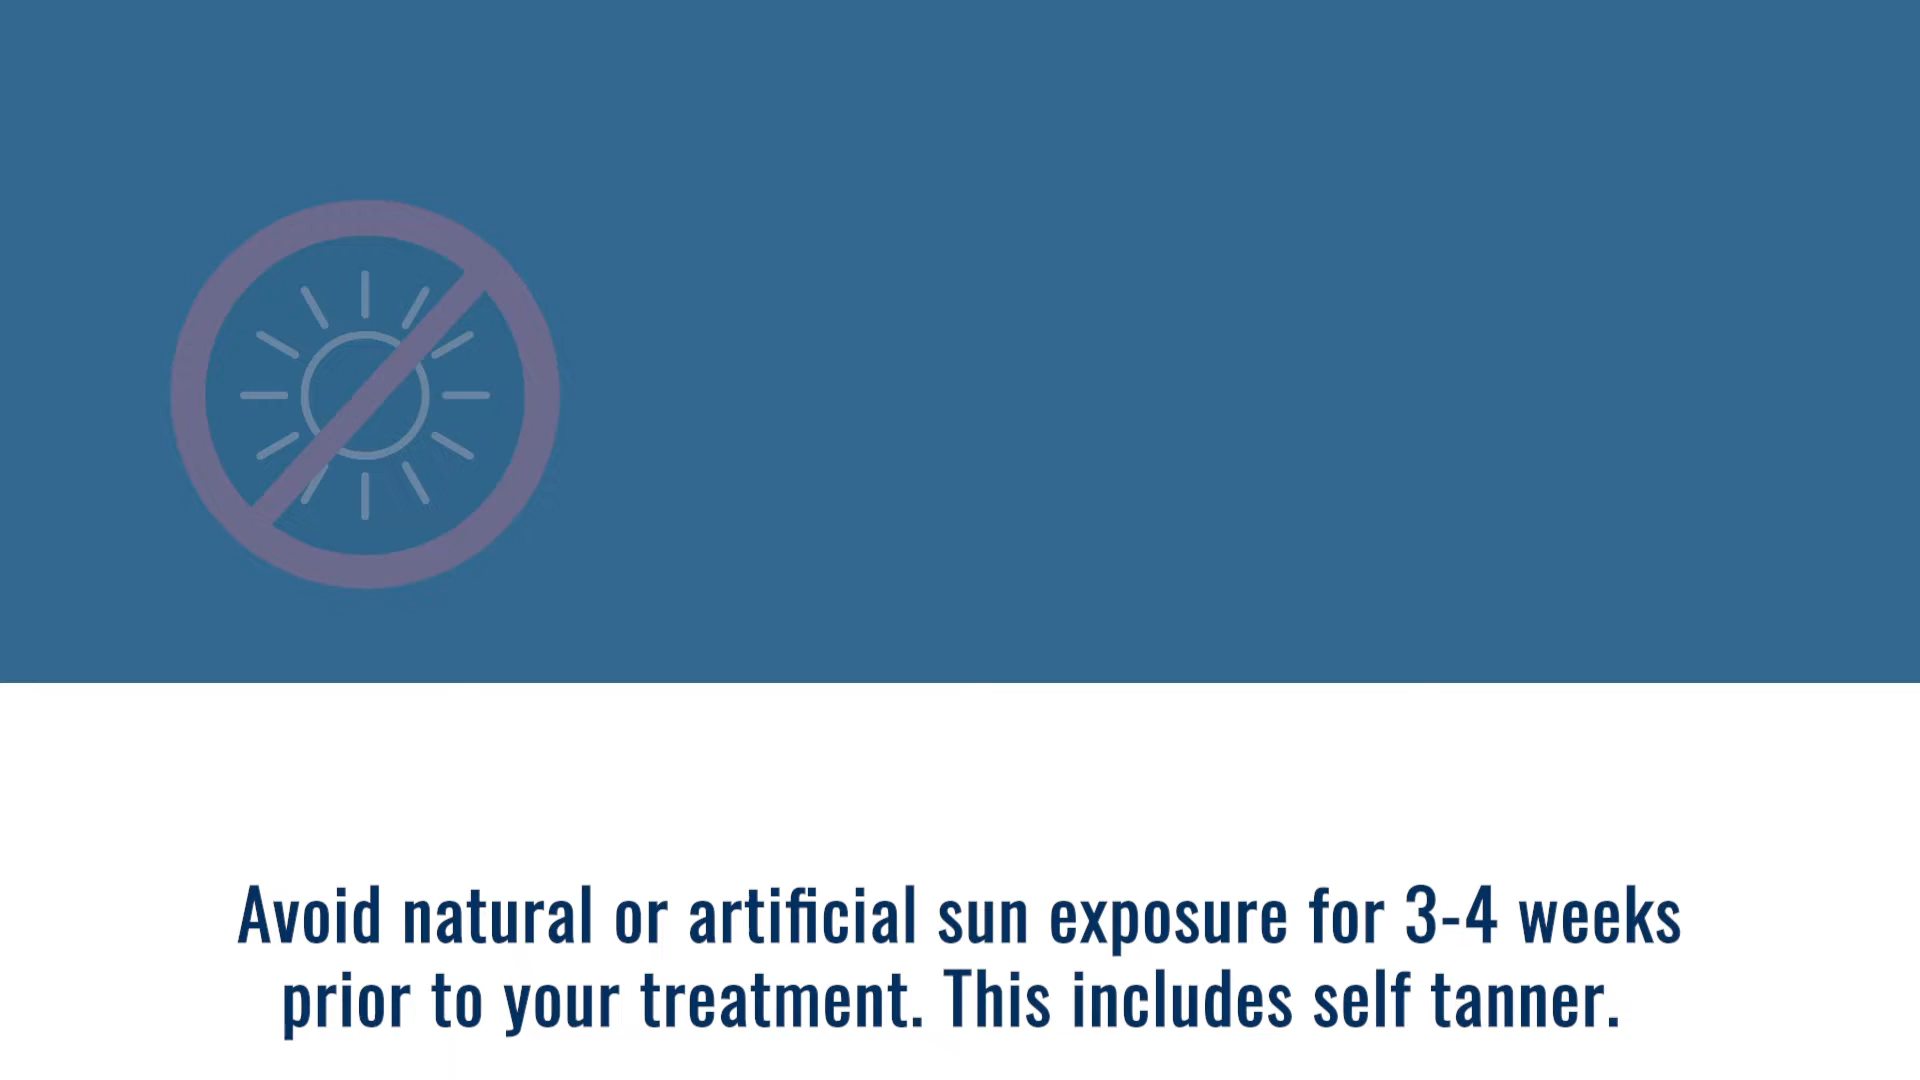 Avoid natural or artificial sun exposure for 3-4 weeks
prior to your treatment. This includes self tanner.